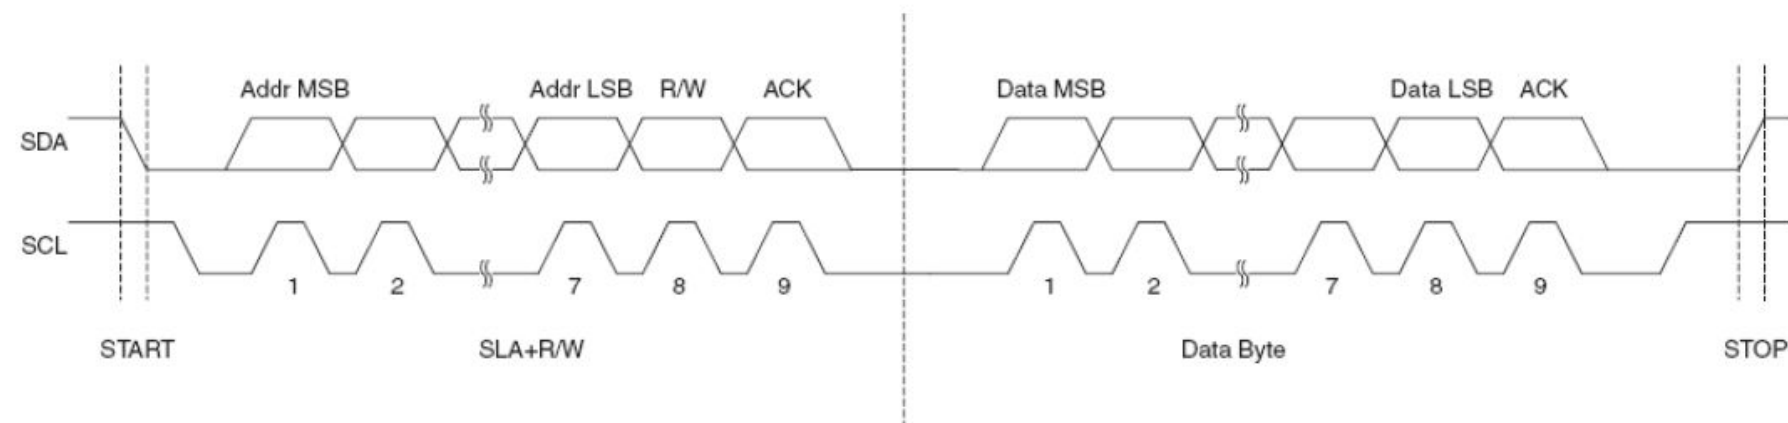 Addr MSB Addr LSB R/W ACK Data MSB Data LSB ACK
SDA
SCL
1 2 7 8 9 1 2 7 8 9
START SLA+R/W Data Byte STOP